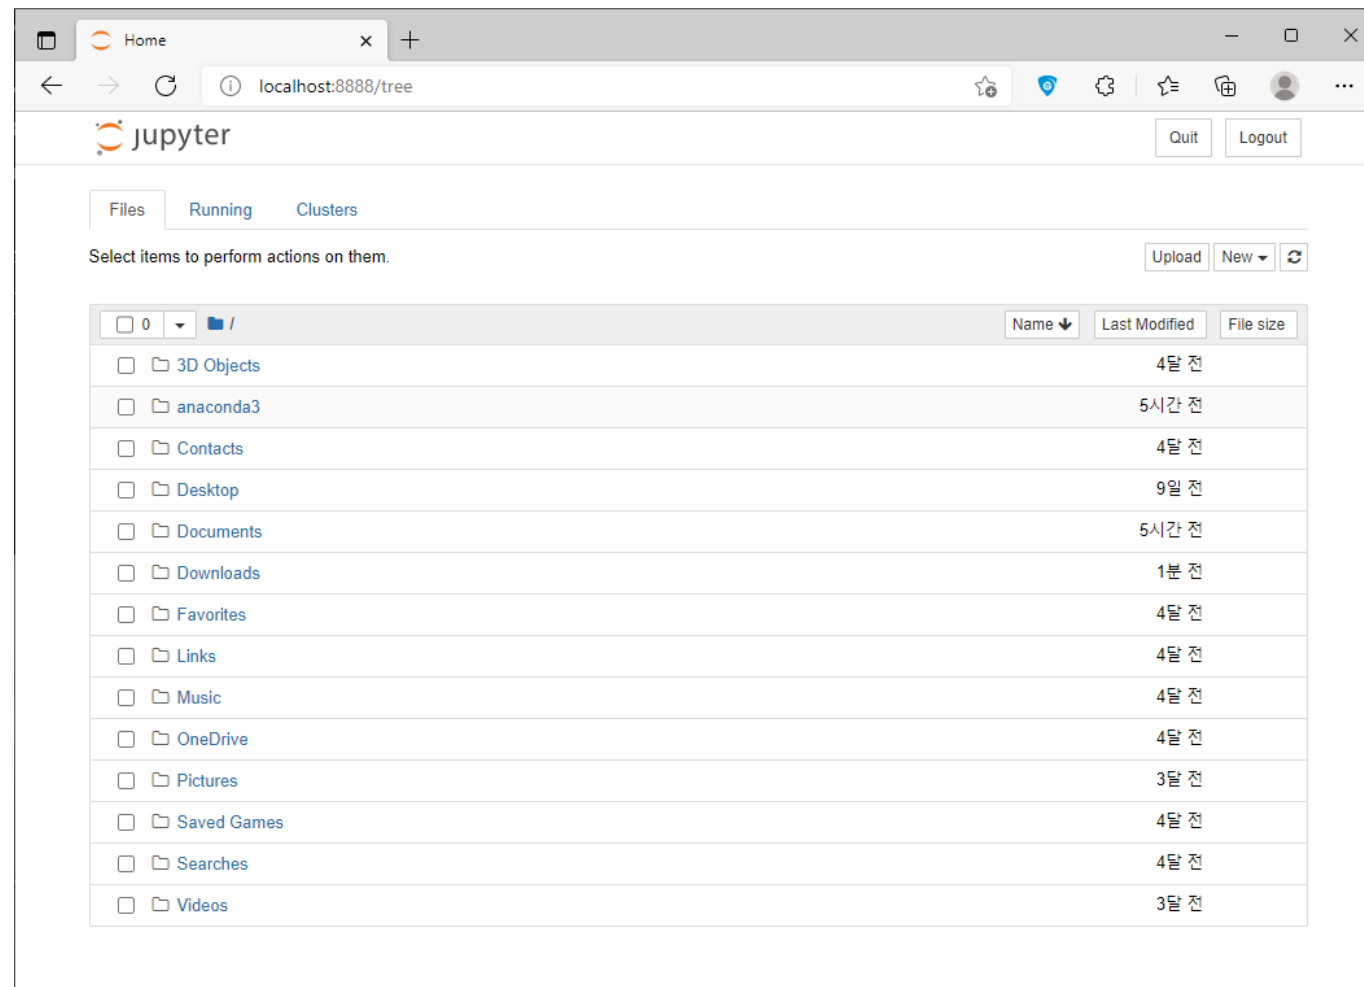 Home
localhost:8888/tree
jupyter
Quit Logout
Files Running Clusters
Select items to perform actions on them.
Upload New
0 / Name Last Modified File size
3D Objects 4달 전
anaconda3 5시간 전
Contacts 4달 전
Desktop 9일 전
Documents 5시간 전
Downloads 1분 전
Favorites 4달 전
Links 4달 전
Music 4달 전
OneDrive 4달 전
Pictures 3달 전
Saved Games 4달 전
Searches 4달 전
Videos 3달 전